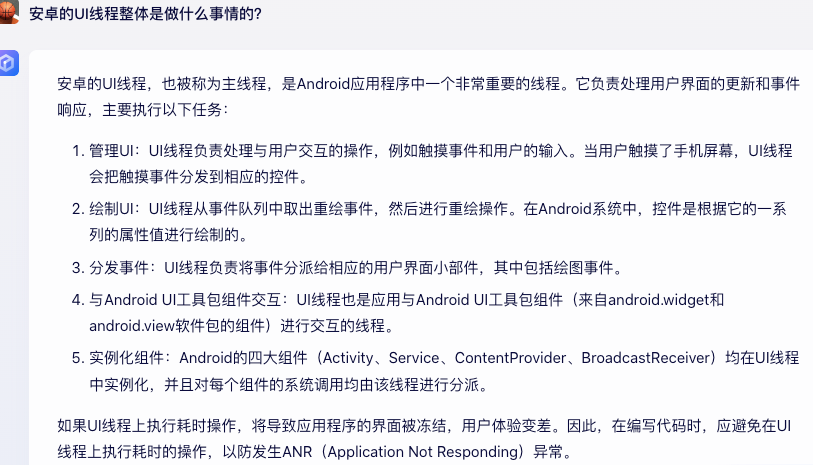 安卓的UI线程整体是做什么事情的?
安卓的UI线程，也被称为主线程，是Android应用程序中一个非常重要的线程。它负责处理用户界面的更新和事件
响应，主要执行以下任务：
1. 管理UI：UI线程负责处理与用户交互的操作，例如触摸事件和用户的输入。当用户触摸了手机屏幕，UI线程
会把触摸事件分发到相应的控件。
2. 绘制UI：UI线程从事件队列中取出重绘事件，然后进行重绘操作。在Android系统中，控件是根据它的一系
列的属性值进行绘制的。
3. 分发事件：UI线程负责将事件分派给相应的用户界面小部件，其中包括绘图事件。
4. 与Android UI工具包组件交互：UI线程也是应用与Android UI工具包组件（来自android.widget和
android.view软件包的组件）进行交互的线程。
5. 实例化组件：Android的四大组件（Activity、Service、ContentProvider、BroadcastReceiver）均在UI线程
中实例化，并且对每个组件的系统调用均由该线程进行分派。
如果UI线程上执行耗时操作，将导致应用程序的界面被冻结，用户体验变差。因此，在编写代码时，应避免在UI
线程上执行耗时的操作，以防发生ANR（Application Not Responding）异常。